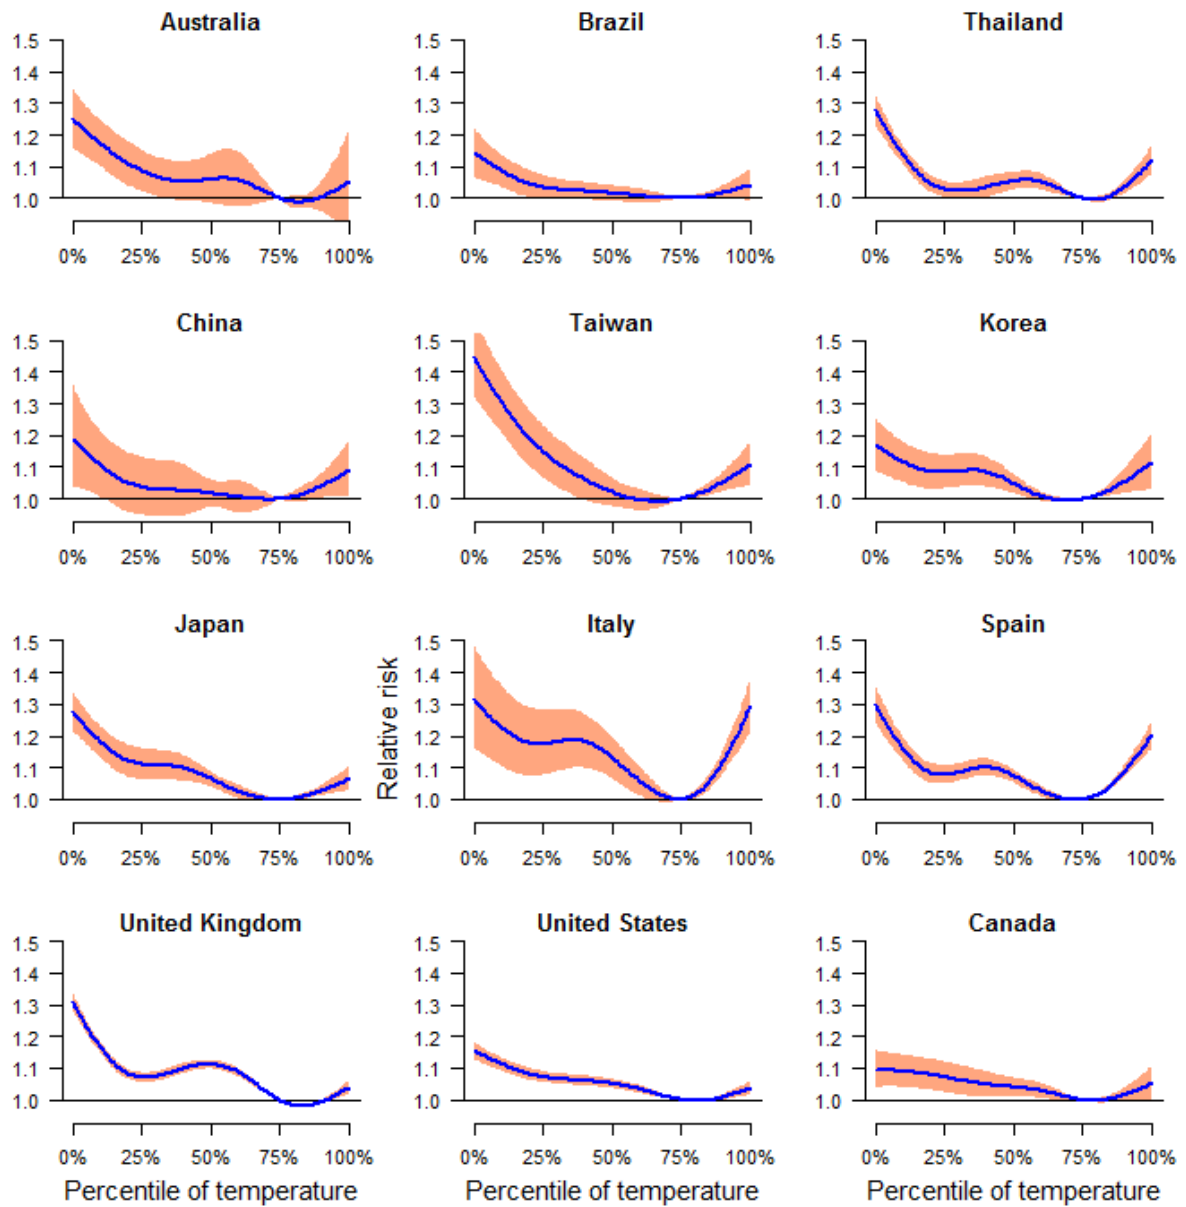 Australia
1.5
1.4
1.3
1.2
1.1
1.0
0% 25% 50% 75% 100%
Brazil
1.5
1.4
1.3
1.2
1.1
1.0
0% 25% 50% 75% 100%
Thailand
1.5
1.4
1.3
1.2
1.1
1.0
0% 25% 50% 75% 100%
China
1.5
1.4
1.3
1.2
1.1
1.0
0% 25% 50% 75% 100%
Taiwan
1.5
1.4
1.3
1.2
1.1
1.0
0% 25% 50% 75% 100%
Korea
1.5
1.4
1.3
1.2
1.1
1.0
0% 25% 50% 75% 100%
Japan
1.5
1.4
1.3
1.2
1.1
1.0
0% 25% 50% 75% 100%
Italy
Relative risk
1.5
1.4
1.3
1.2
1.1
1.0
0% 25% 50% 75% 100%
Spain
1.5
1.4
1.3
1.2
1.1
1.0
0% 25% 50% 75% 100%
United Kingdom
1.5
1.4
1.3
1.2
1.1
1.0
0% 25% 50% 75% 100%
Percentile of temperature
United States
1.5
1.4
1.3
1.2
1.1
1.0
0% 25% 50% 75% 100%
Percentile of temperature
Canada
1.5
1.4
1.3
1.2
1.1
1.0
0% 25% 50% 75% 100%
Percentile of temperature